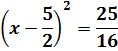 (x − 5/2)² = 25/16